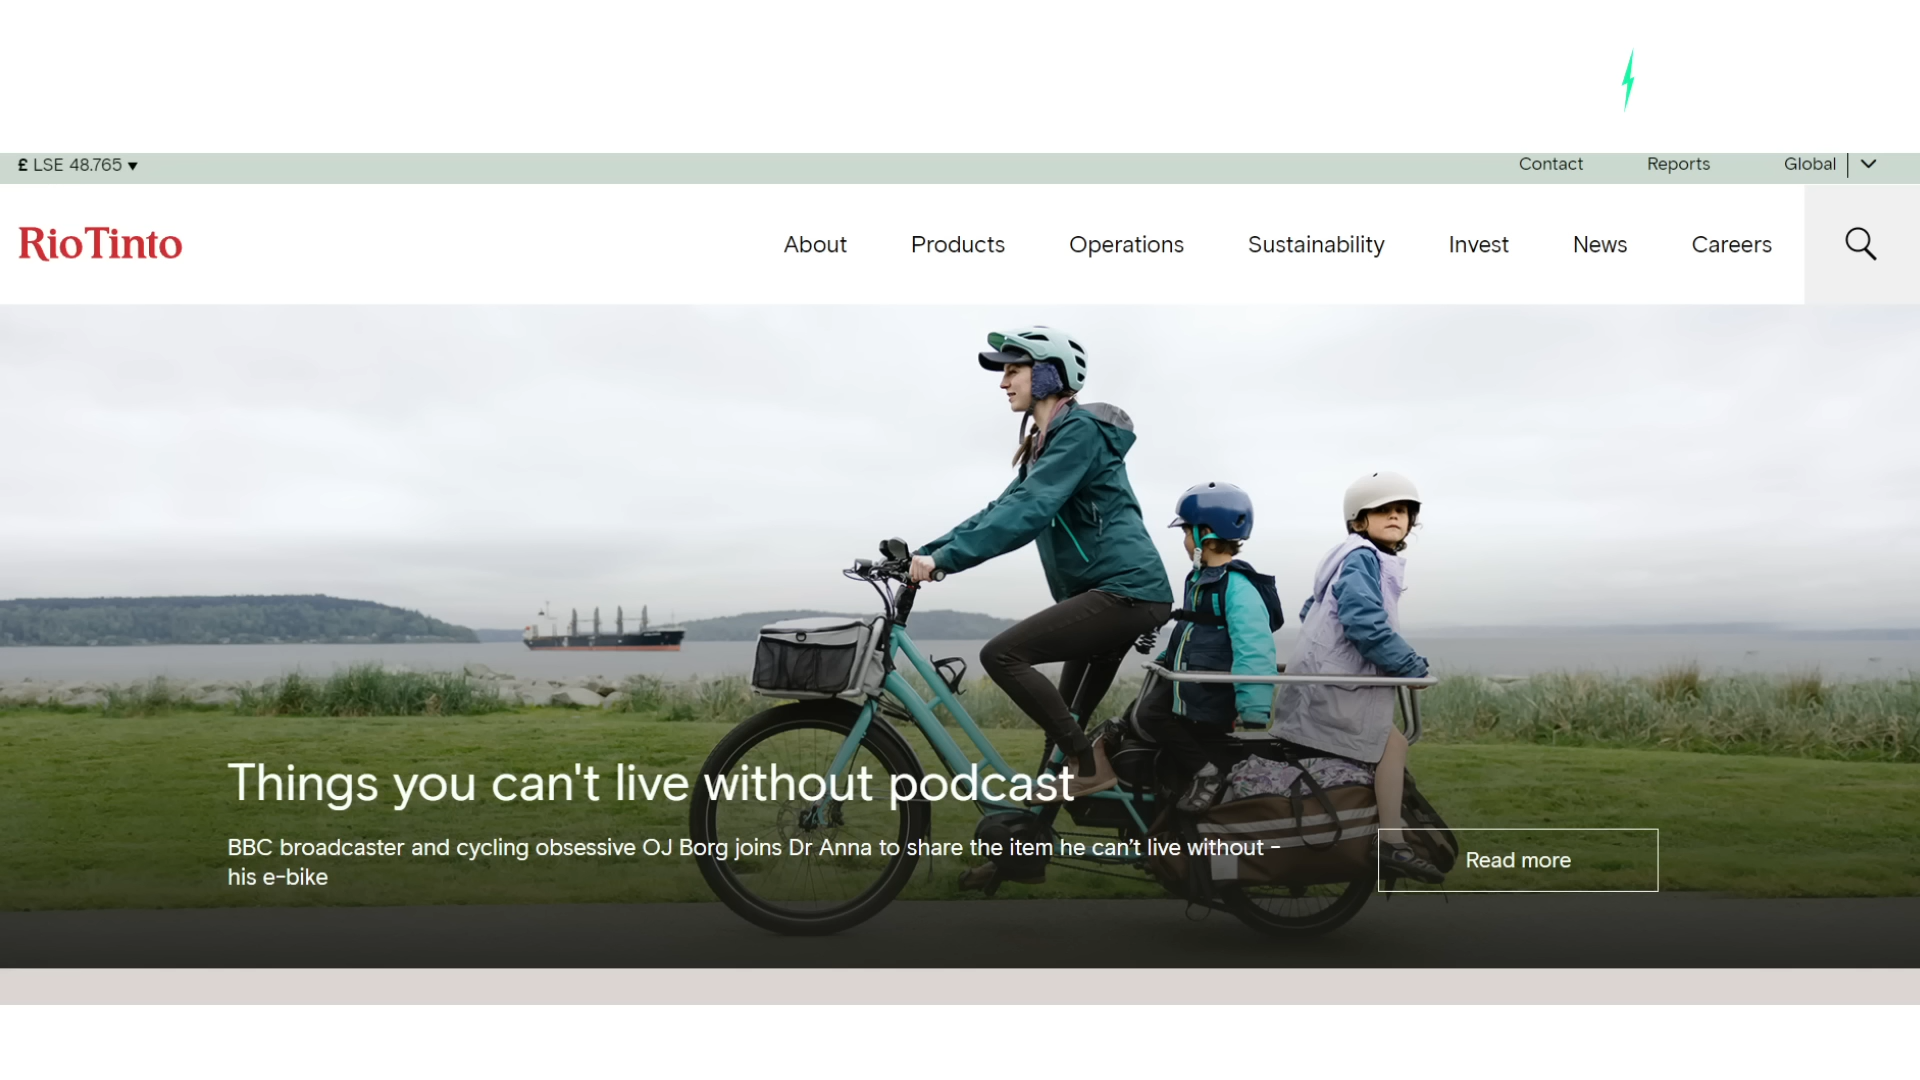 £ LSE 48.765
Contact
Reports
Global
RioTinto
About
Products
Operations
Sustainability
Invest
News
Careers
Things you can't live without podcast
BBC broadcaster and cycling obsessive OJ Borg joins Dr Anna to share the item he can’t live without –
his e-bike
Read more